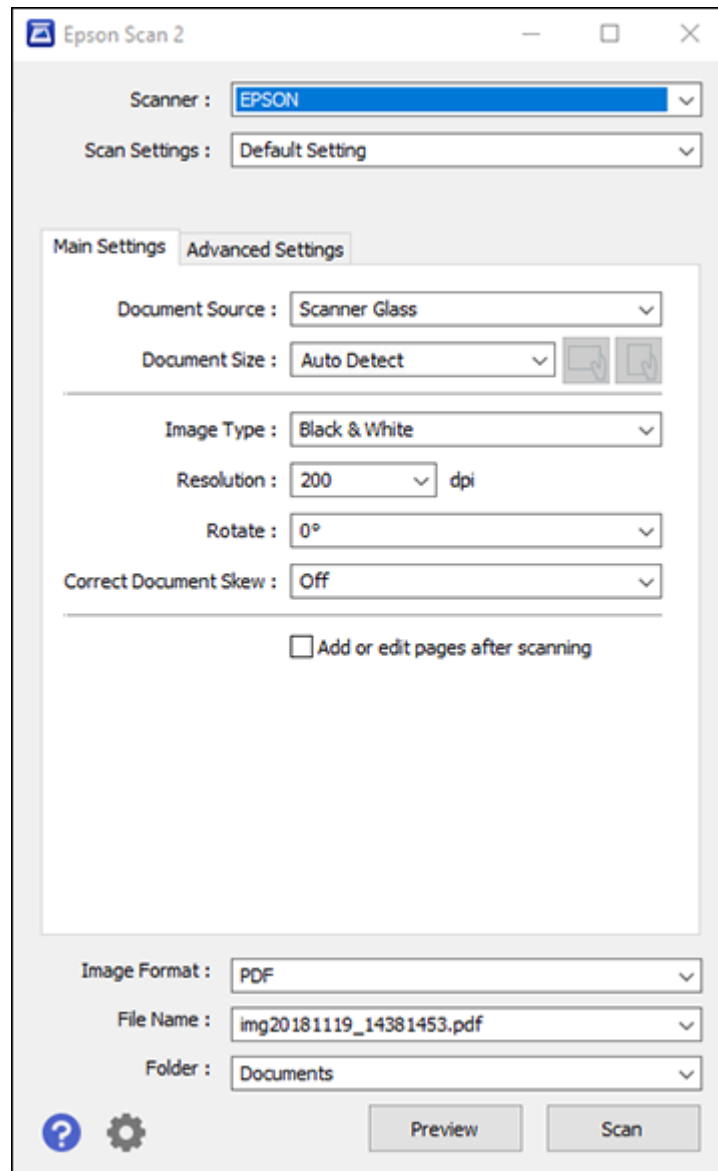 Epson Scan 2
Scanner : EPSON
Scan Settings : Default Setting
Main Settings Advanced Settings
Document Source : Scanner Glass
Document Size : Auto Detect
Image Type : Black & White
Resolution : 200 dpi
Rotate : 0°
Correct Document Skew : Off
Add or edit pages after scanning
Image Format : PDF
File Name : img20181119_14381453.pdf
Folder : Documents
? Preview Scan